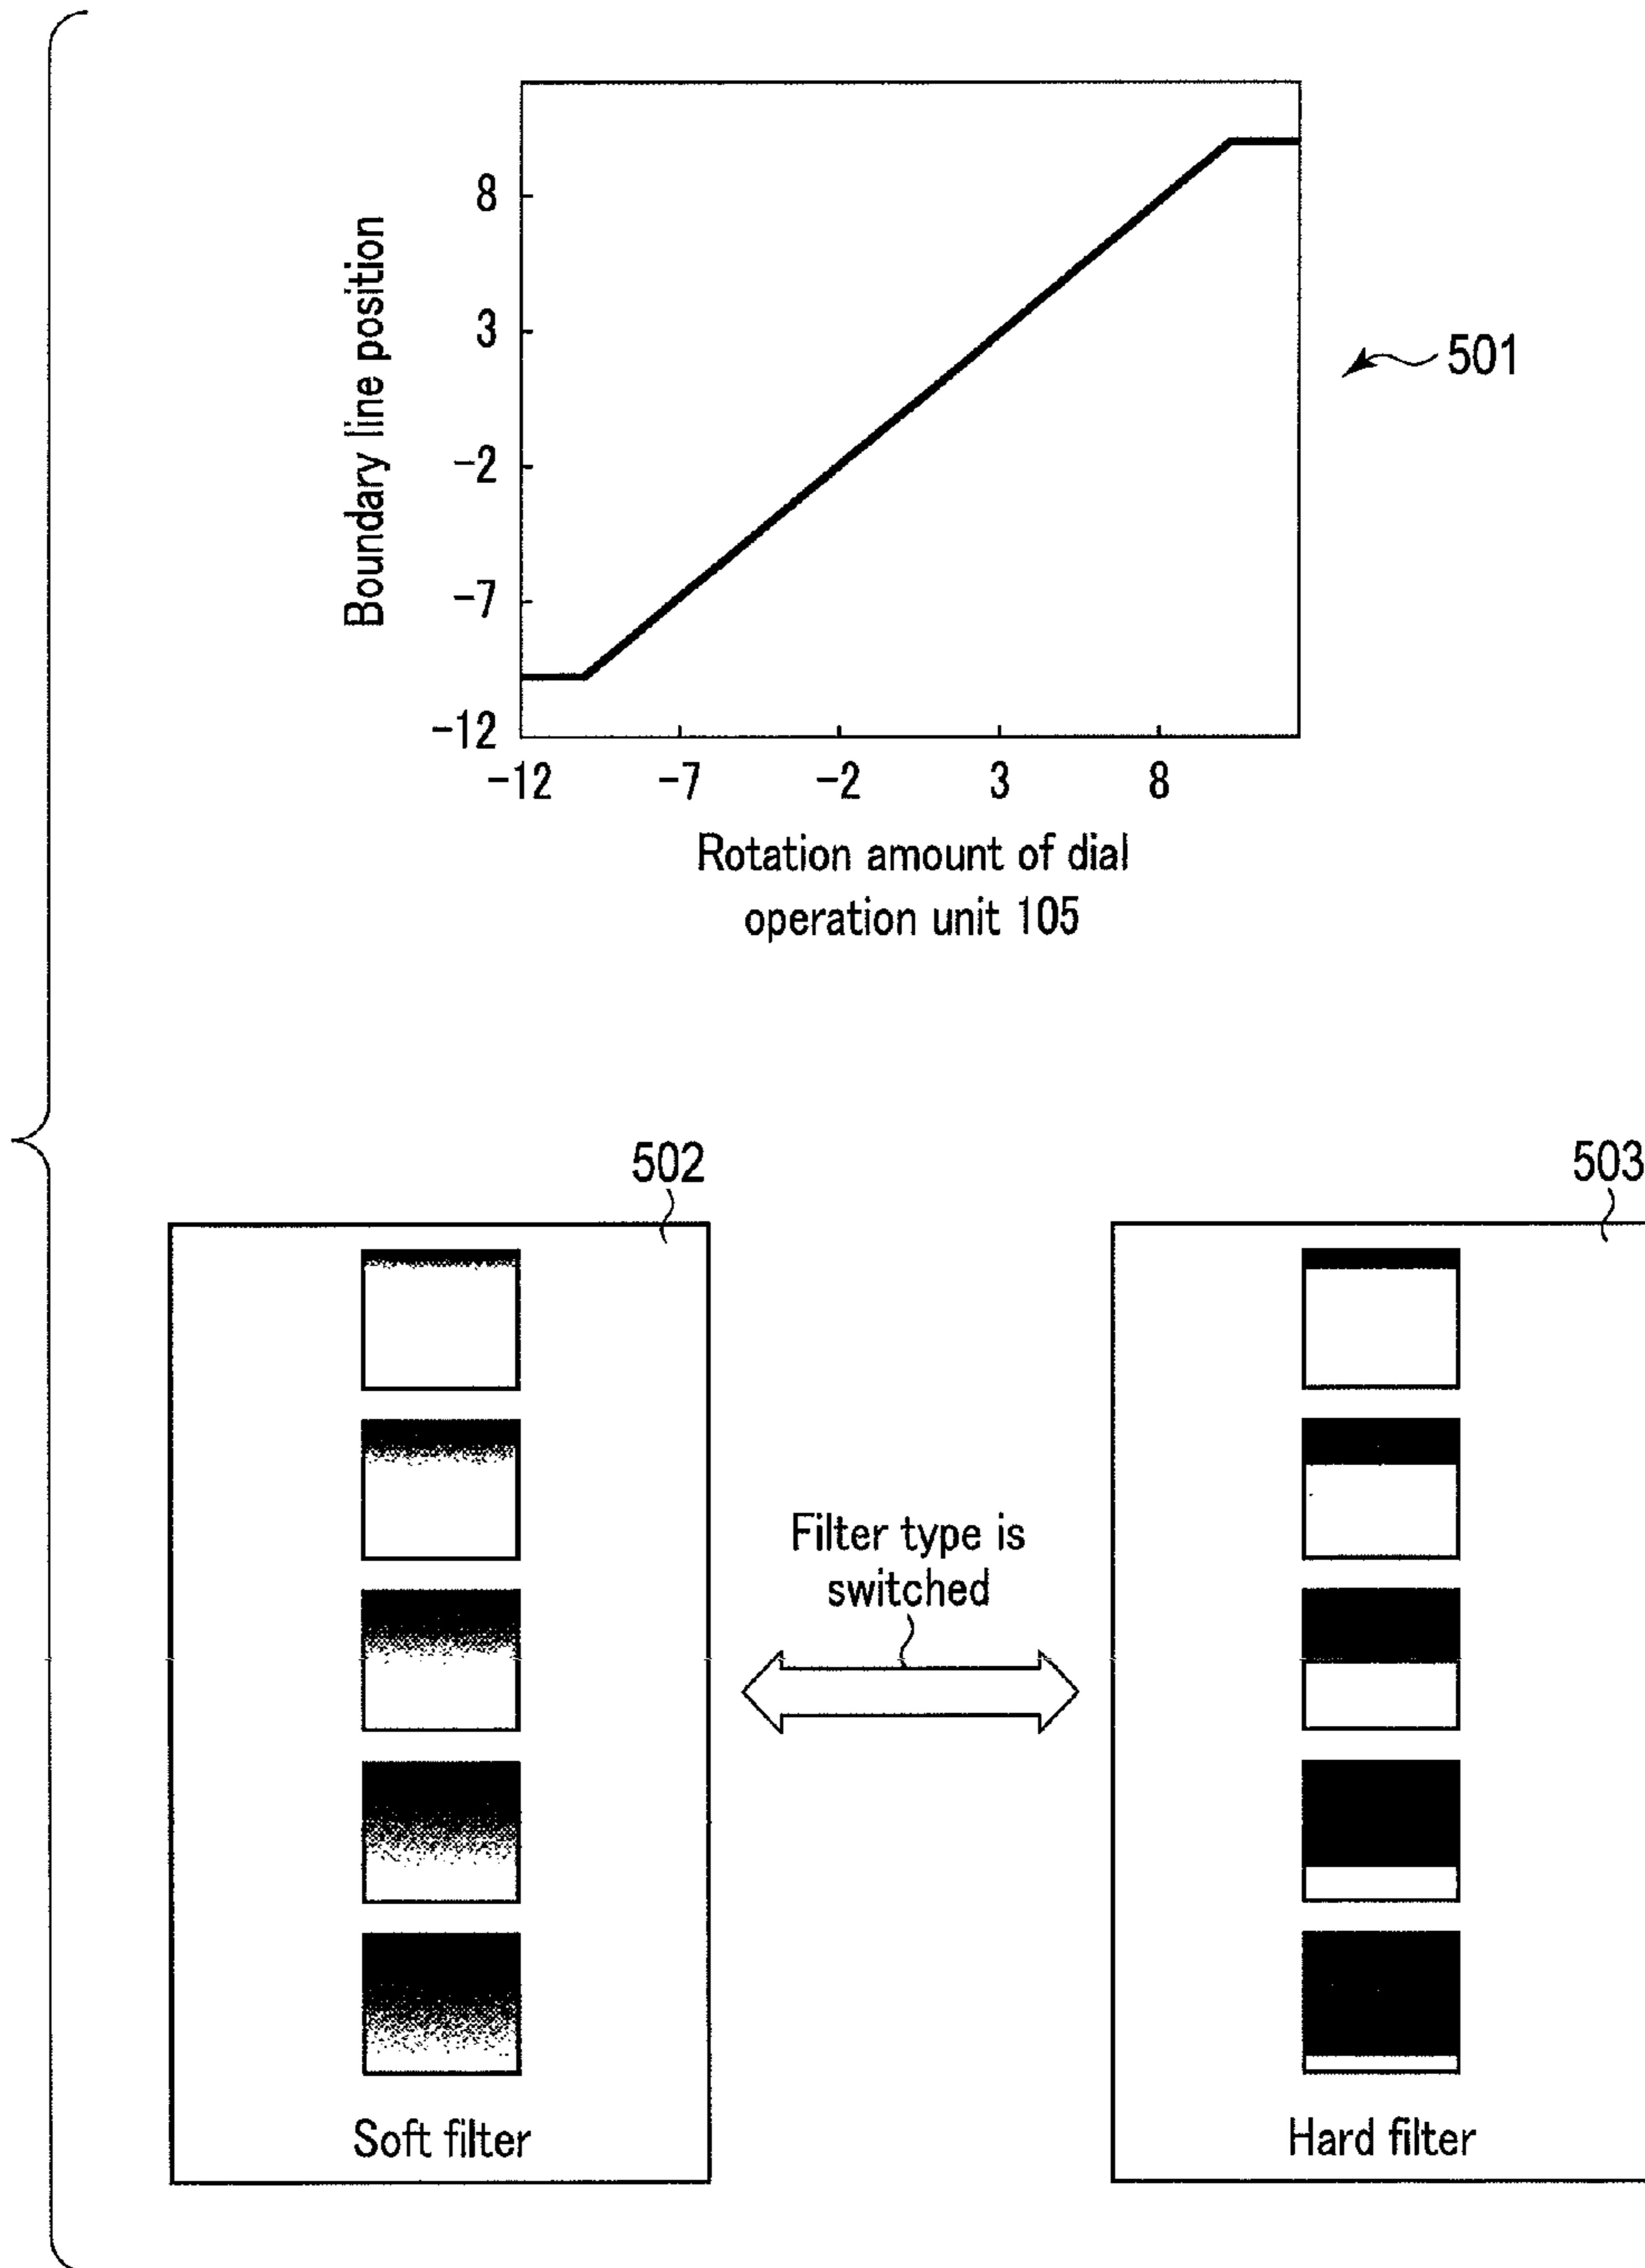 8
3
-2
-7
-12
Boundary line position
-12 -7 -2 3 8
Rotation amount of dial
operation unit 105
501
502
503
Filter type is
switched
Soft filter
Hard filter